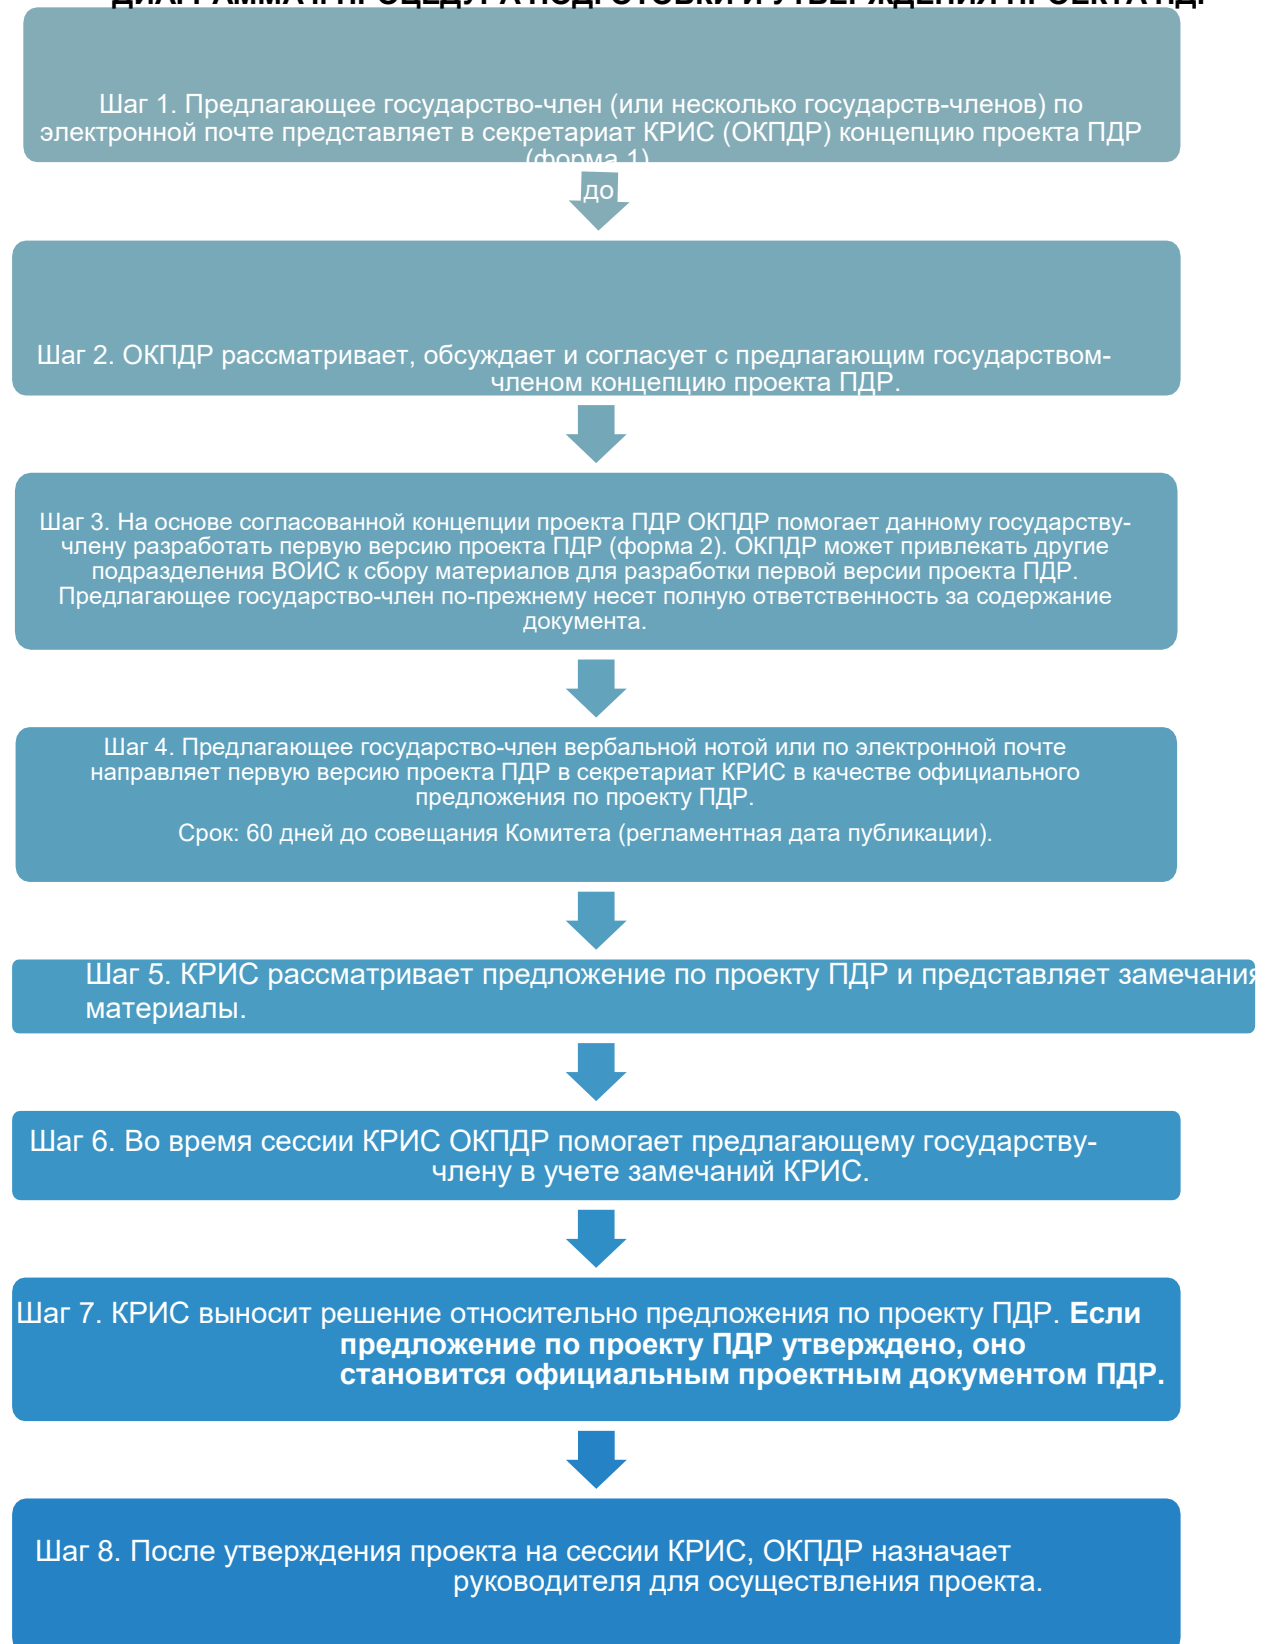 ДИАГРАММА I. ПРОЦЕДУРА ПОДГОТОВКИ И УТВЕРЖДЕНИЯ ПРОЕКТА ПДР
Шаг 1. Предлагающее государство-член (или несколько государств-членов) по
электронной почте представляет в секретариат КРИС (ОКПДР) концепцию проекта ПДР
(форма 1)
до
Шаг 2. ОКПДР рассматривает, обсуждает и согласует с предлагающим государством-
членом концепцию проекта ПДР.
Шаг 3. На основе согласованной концепции проекта ПДР ОКПДР помогает данному государству-
члену разработать первую версию проекта ПДР (форма 2). ОКПДР может привлекать другие
подразделения ВОИС к сбору материалов для разработки первой версии проекта ПДР.
Предлагающее государство-член по-прежнему несет полную ответственность за содержание
документа.
Шаг 4. Предлагающее государство-член вербальной нотой или по электронной почте
направляет первую версию проекта ПДР в секретариат КРИС в качестве официального
предложения по проекту ПДР.
Срок: 60 дней до совещания Комитета (регламентная дата публикации).
Шаг 5. КРИС рассматривает предложение по проекту ПДР и представляет замечания
материалы.
Шаг 6. Во время сессии КРИС ОКПДР помогает предлагающему государству-
члену в учете замечаний КРИС.
Шаг 7. КРИС выносит решение относительно предложения по проекту ПДР. Если
предложение по проекту ПДР утверждено, оно
становится официальным проектным документом ПДР.
Шаг 8. После утверждения проекта на сессии КРИС, ОКПДР назначает
руководителя для осуществления проекта.